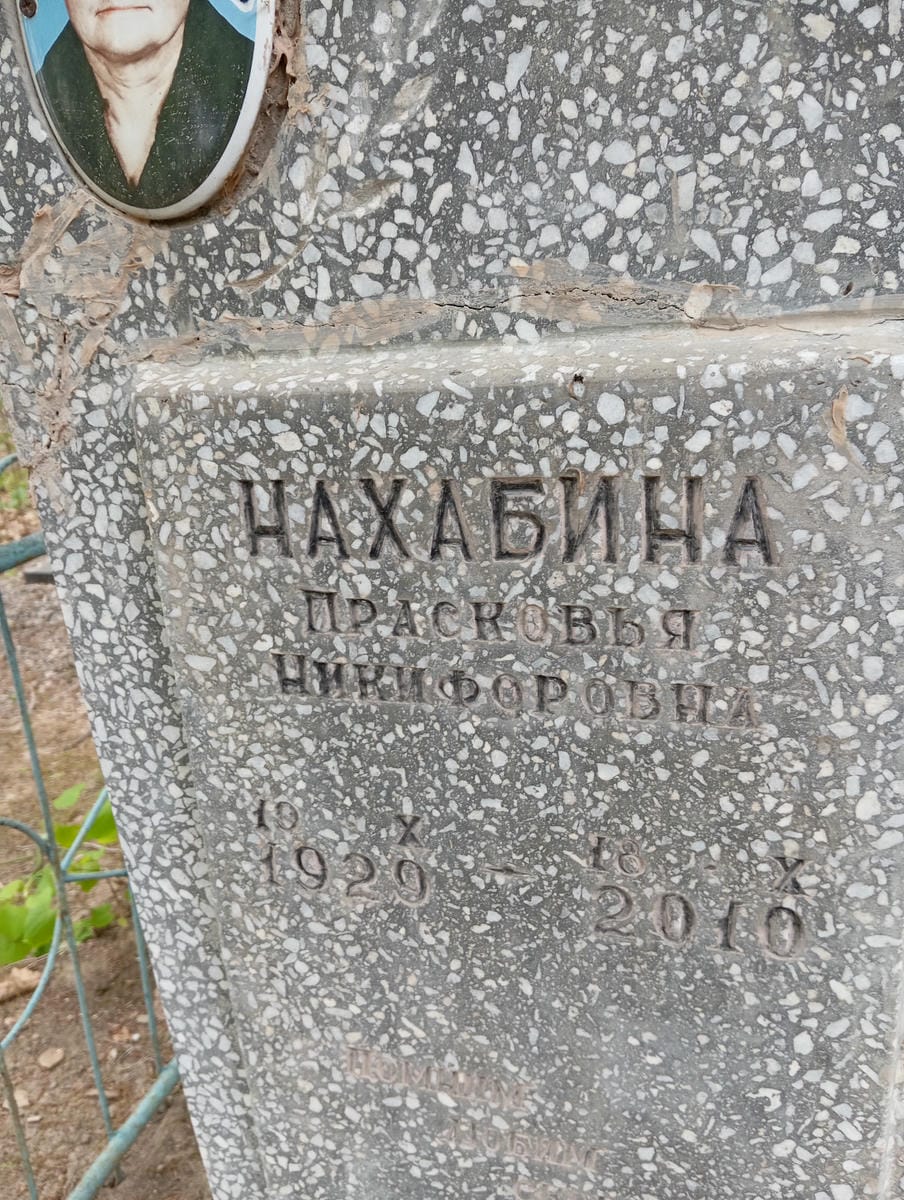 НАХАБИНА
ПРАСКОВЬЯ
НИКИФОРОВНА
10 X 18 X
1929 - 2010
Помним
любим